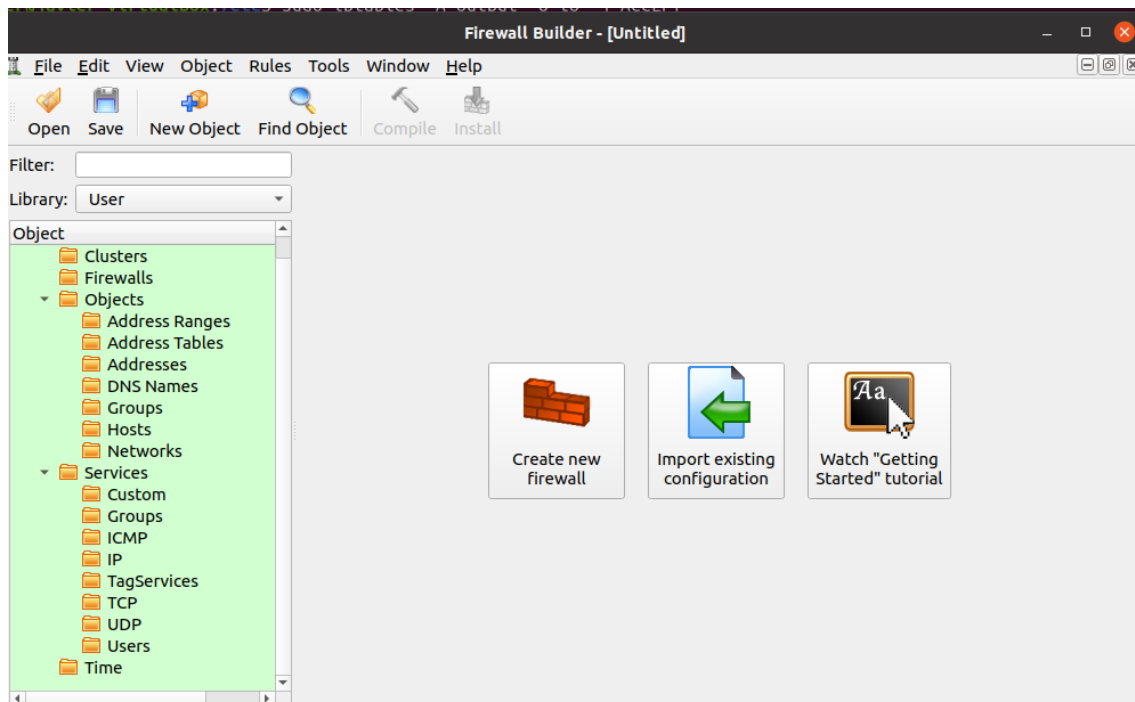 Firewall Builder - [Untitled]
File Edit View Object Rules Tools Window Help
Open Save New Object Find Object Compile Install
Filter:
Library: User
Object
Clusters
Firewalls
Objects
Address Ranges
Address Tables
Addresses
DNS Names
Groups
Hosts
Networks
Services
Custom
Groups
ICMP
IP
TagServices
TCP
UDP
Users
Time
Create new
firewall
Import existing
configuration
Aa
Watch "Getting
Started" tutorial